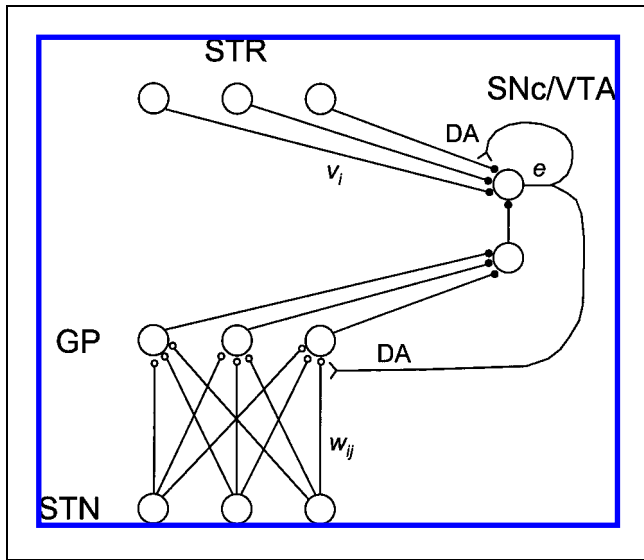 STR
SNc/VTA
DA
e
v_i
GP
DA
w_ij
STN